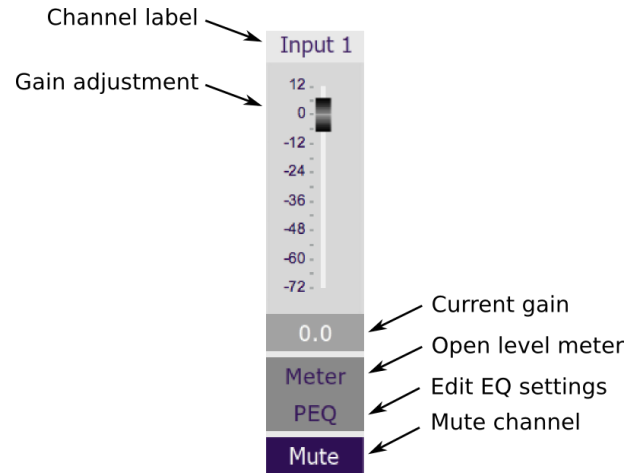 Channel label
Input 1
Gain adjustment
12
0
-12
-24
-36
-48
-60
-72
Current gain
0.0
Open level meter
Meter
Edit EQ settings
PEQ
Mute channel
Mute